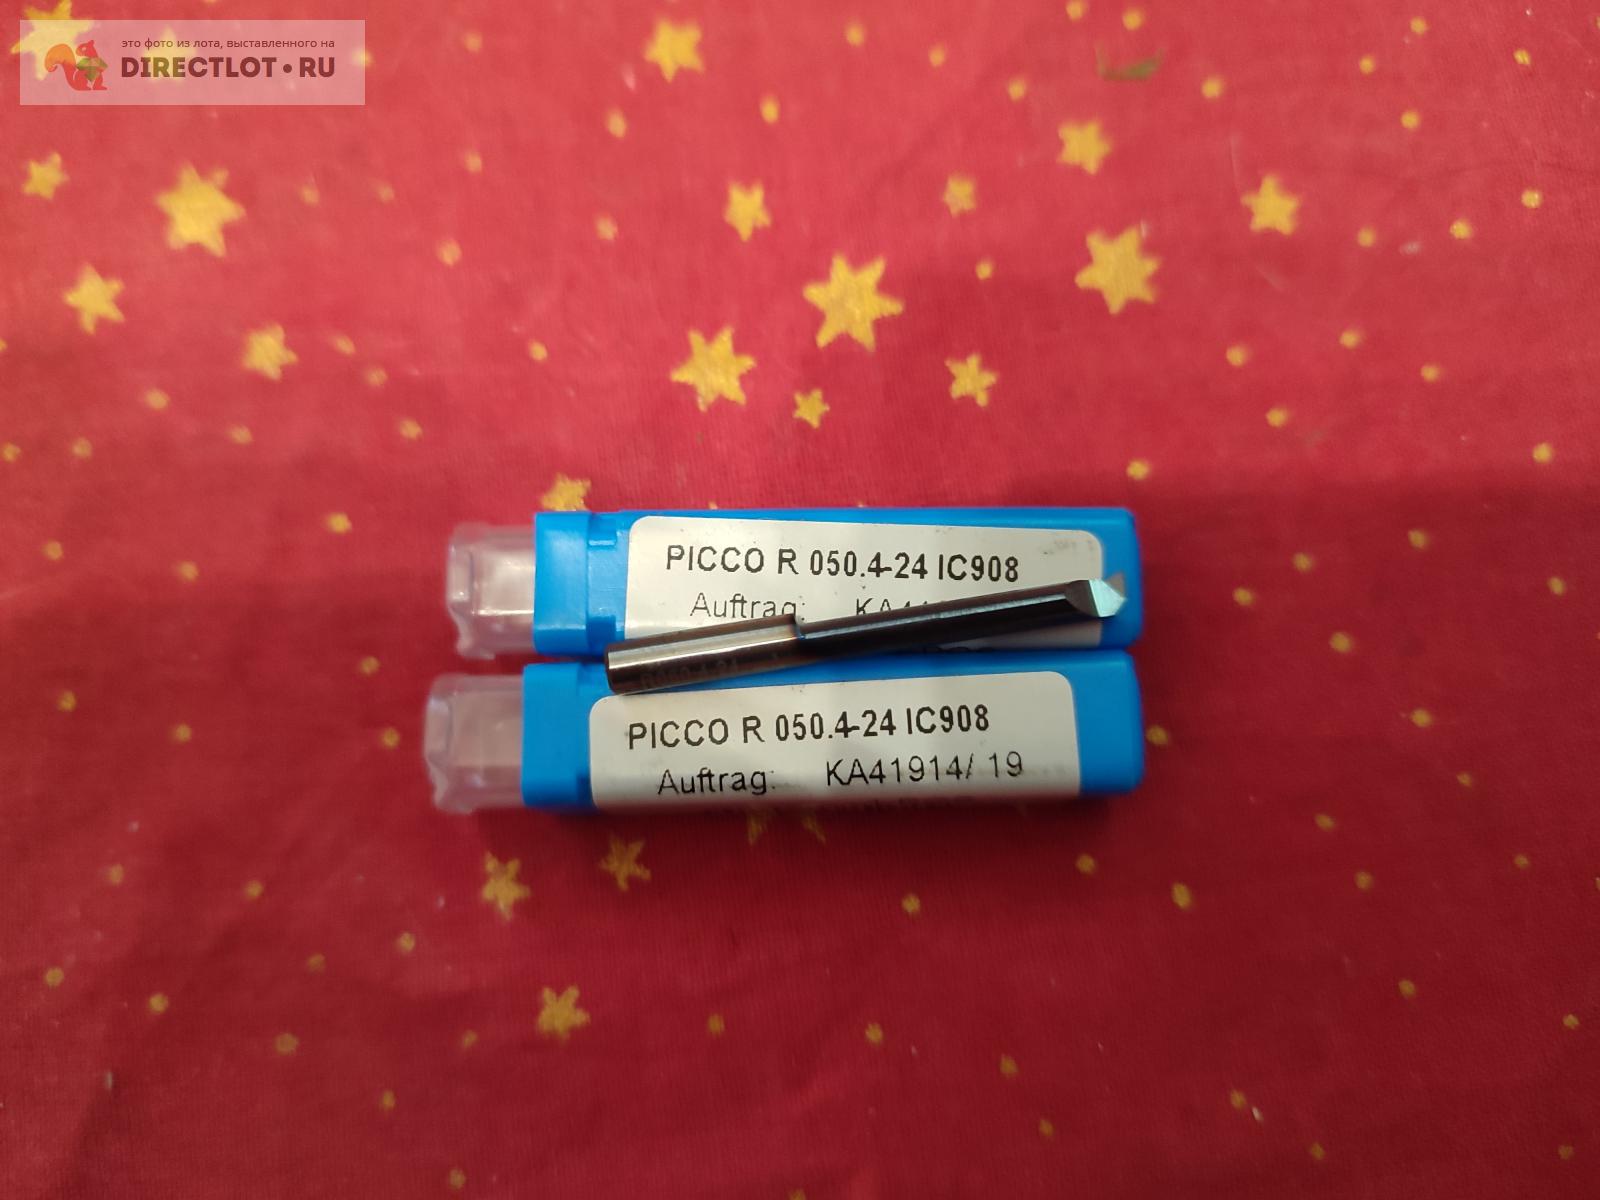 это фото из лота, выставленного на
DIRECTLOT•RU
PICCO R 050.4-24 IC908
Auftrag:
PICCO R 050.4-24 IC908
Auftrag: KA41914/ 19